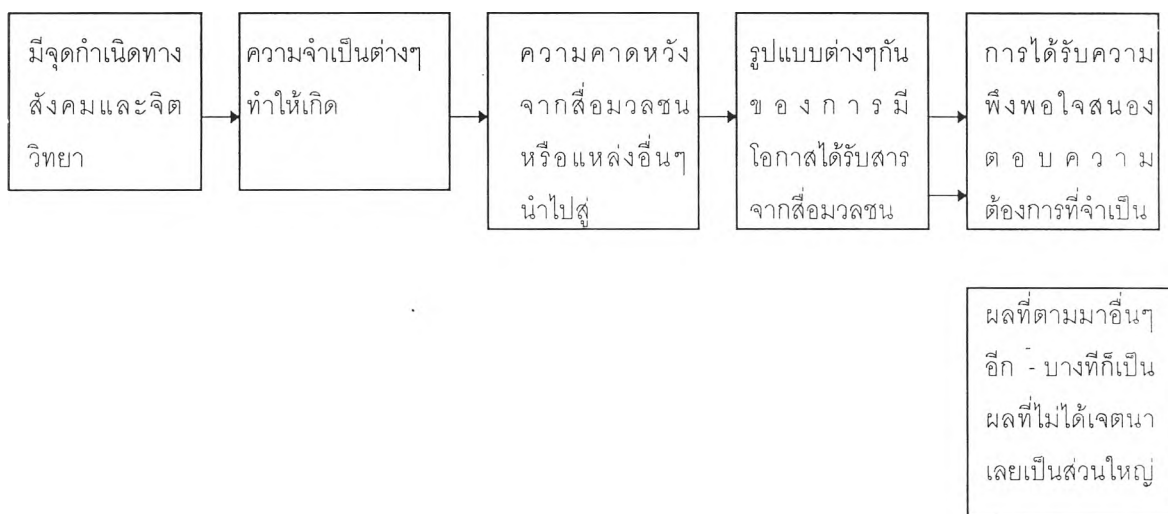 มีจุดกำเนิดทาง
สังคมและจิต
วิทยา
ความจำเป็นต่างๆ
ทำให้เกิด
ความคาดหวัง
จากสื่อมวลชน
หรือแหล่งอื่นๆ
นำไปสู่
รูปแบบต่างๆกัน
ของการมี
โอกาสได้รับสาร
จากสื่อมวลชน
การได้รับความ
พึงพอใจสนอง
ตอบความ
ต้องการที่จำเป็น
ผลที่ตามมาอื่นๆ
อีก - บางทีก็เป็น
ผลที่ไม่ได้เจตนา
เลยเป็นส่วนใหญ่